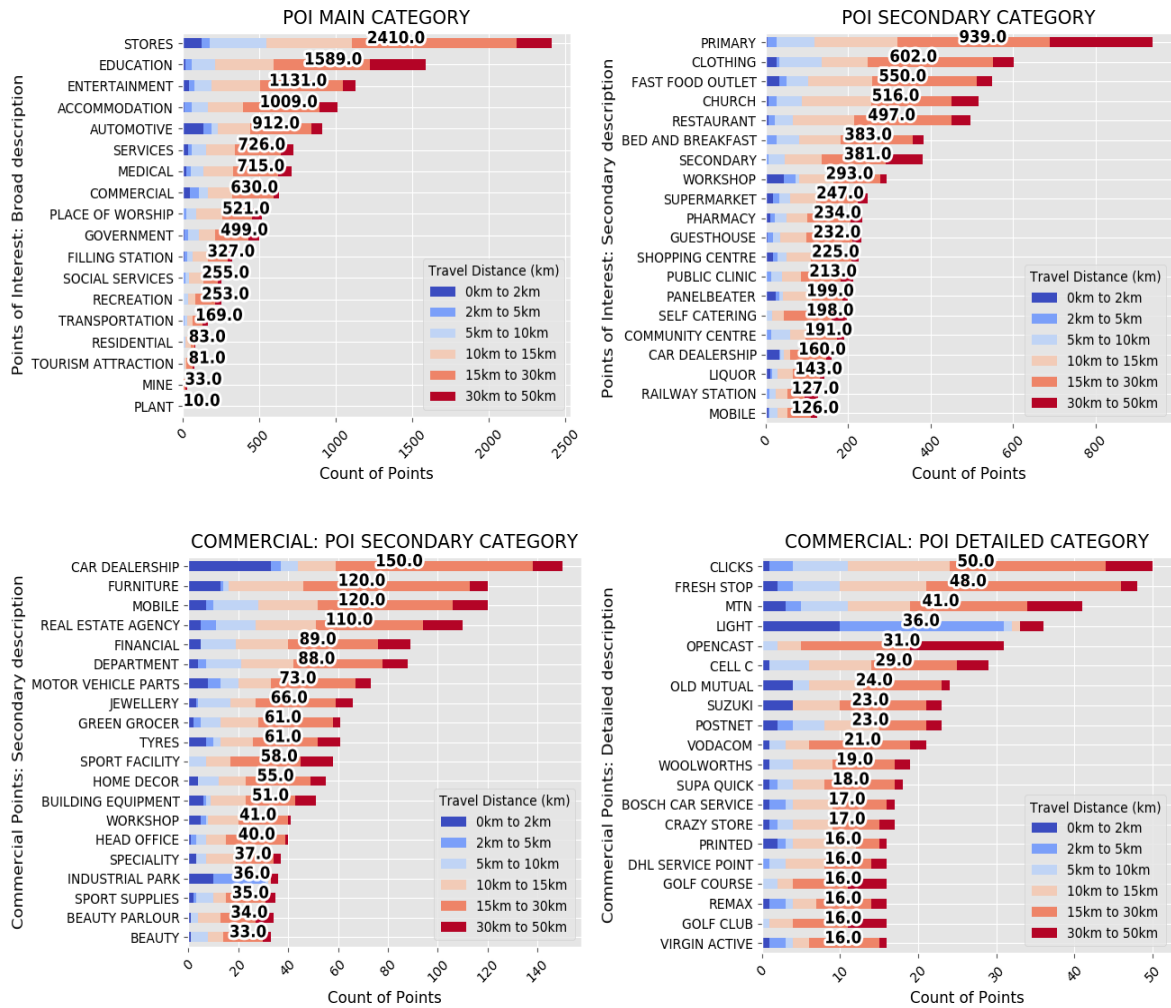 POI MAIN CATEGORY
Points of Interest: Broad description
STORES 2410.0
EDUCATION 1589.0
ENTERTAINMENT 1131.0
ACCOMMODATION 1009.0
AUTOMOTIVE 912.0
SERVICES 726.0
MEDICAL 715.0
COMMERCIAL 630.0
PLACE OF WORSHIP 521.0
GOVERNMENT 499.0
FILLING STATION 327.0
SOCIAL SERVICES 255.0
RECREATION 253.0
TRANSPORTATION 169.0
RESIDENTIAL 83.0
TOURISM ATTRACTION 81.0
MINE 33.0
PLANT 10.0
Travel Distance (km)
0km to 2km
2km to 5km
5km to 10km
10km to 15km
15km to 30km
30km to 50km
0 500 1000 1500 2000 2500
Count of Points
POI SECONDARY CATEGORY
Points of Interest: Secondary description
PRIMARY 939.0
CLOTHING 602.0
FAST FOOD OUTLET 550.0
CHURCH 516.0
RESTAURANT 497.0
BED AND BREAKFAST 383.0
SECONDARY 381.0
WORKSHOP 293.0
SUPERMARKET 247.0
PHARMACY 234.0
GUESTHOUSE 232.0
SHOPPING CENTRE 225.0
PUBLIC CLINIC 213.0
PANELBEATER 199.0
SELF CATERING 198.0
COMMUNITY CENTRE 191.0
CAR DEALERSHIP 160.0
LIQUOR 143.0
RAILWAY STATION 127.0
MOBILE 126.0
Travel Distance (km)
0km to 2km
2km to 5km
5km to 10km
10km to 15km
15km to 30km
30km to 50km
0 200 400 600 800
Count of Points
COMMERCIAL: POI SECONDARY CATEGORY
Commercial Points: Secondary description
CAR DEALERSHIP 150.0
FURNITURE 120.0
MOBILE 120.0
REAL ESTATE AGENCY 110.0
FINANCIAL 89.0
DEPARTMENT 88.0
MOTOR VEHICLE PARTS 73.0
JEWELLERY 66.0
GREEN GROCER 61.0
TYRES 61.0
SPORT FACILITY 58.0
HOME DECOR 55.0
BUILDING EQUIPMENT 51.0
WORKSHOP 41.0
HEAD OFFICE 40.0
SPECIALITY 37.0
INDUSTRIAL PARK 36.0
SPORT SUPPLIES 35.0
BEAUTY PARLOUR 34.0
BEAUTY 33.0
Travel Distance (km)
0km to 2km
2km to 5km
5km to 10km
10km to 15km
15km to 30km
30km to 50km
0 20 40 60 80 100 120 140
Count of Points
COMMERCIAL: POI DETAILED CATEGORY
Commercial Points: Detailed description
CLICKS 50.0
FRESH STOP 48.0
MTN 41.0
LIGHT 36.0
OPENCAST 31.0
CELL C 29.0
OLD MUTUAL 24.0
SUZUKI 23.0
POSTNET 23.0
VODACOM 21.0
WOOLWORTHS 19.0
SUPA QUICK 18.0
BOSCH CAR SERVICE 17.0
CRAZY STORE 17.0
PRINTED 16.0
DHL SERVICE POINT 16.0
GOLF COURSE 16.0
REMAX 16.0
GOLF CLUB 16.0
VIRGIN ACTIVE 16.0
Travel Distance (km)
0km to 2km
2km to 5km
5km to 10km
10km to 15km
15km to 30km
30km to 50km
0 10 20 30 40 50
Count of Points